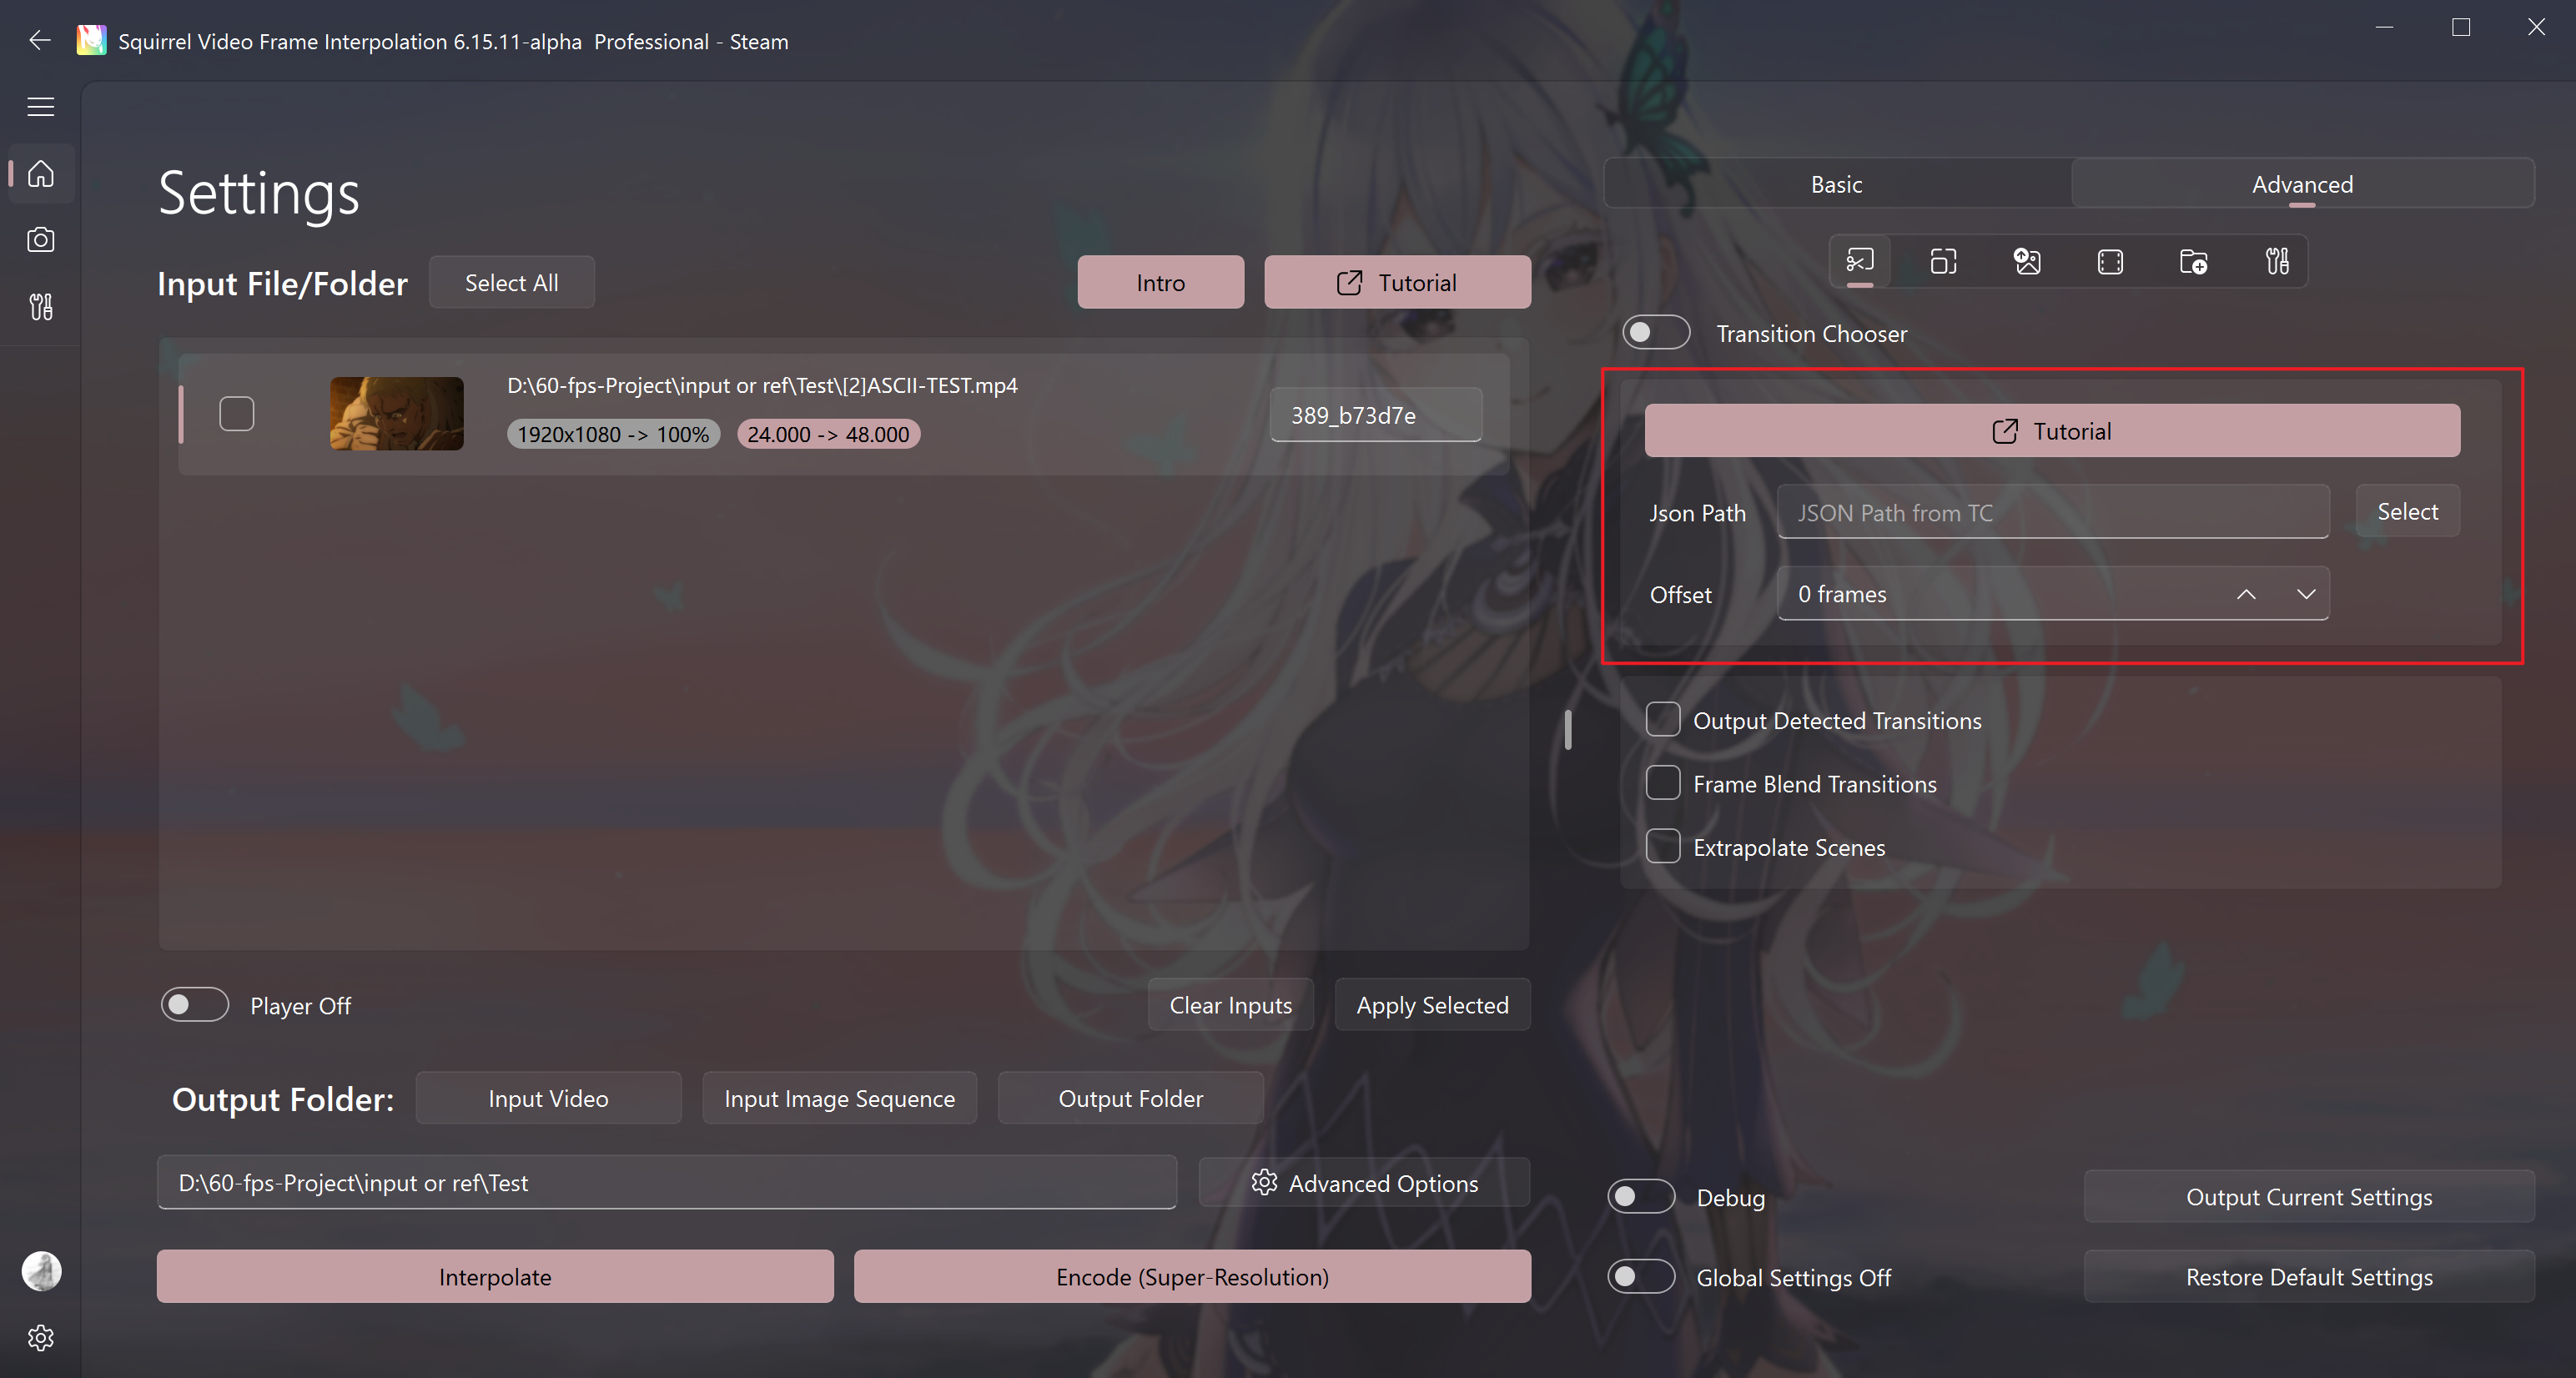 Squirrel Video Frame Interpolation 6.15.11-alpha Professional - Steam
Settings
Input File/Folder
Select All
Intro
Tutorial
D:\60-fps-Project\input or ref\Test\[2]ASCII-TEST.mp4
1920x1080 -> 100%
24.000 -> 48.000
389_b73d7e
Player Off
Clear Inputs
Apply Selected
Output Folder:
Input Video
Input Image Sequence
Output Folder
D:\60-fps-Project\input or ref\Test
Advanced Options
Interpolate
Encode (Super-Resolution)
Basic
Advanced
Transition Chooser
Tutorial
Json Path
JSON Path from TC
Select
Offset
0 frames
Output Detected Transitions
Frame Blend Transitions
Extrapolate Scenes
Debug
Output Current Settings
Global Settings Off
Restore Default Settings